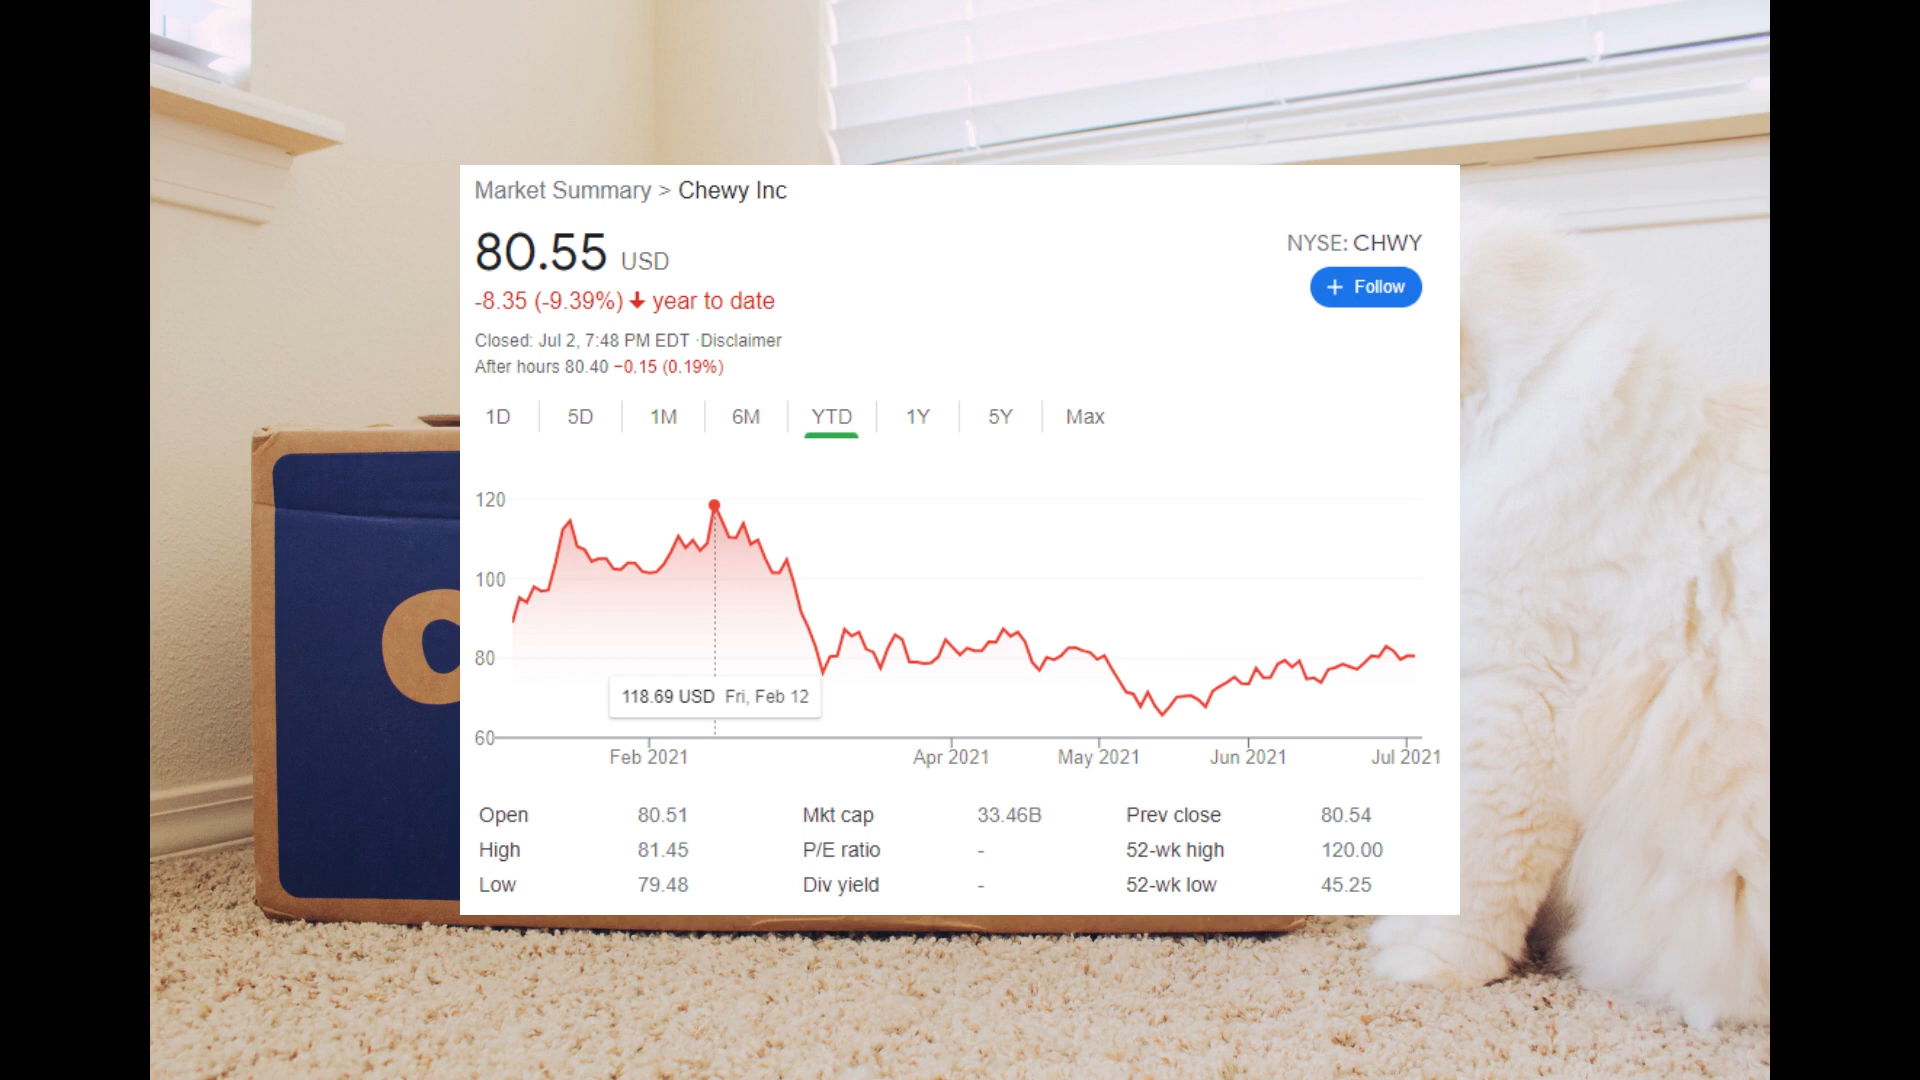 Market Summary > Chewy Inc
80.55 USD
NYSE: CHWY
-8.35 (-9.39%) year to date
+ Follow
Closed: Jul 2, 7:48 PM EDT ·Disclaimer
After hours 80.40 −0.15 (0.19%)
1D 5D 1M 6M YTD 1Y 5Y Max
120
100
80
118.69 USD Fri, Feb 12
60
Feb 2021 Apr 2021 May 2021 Jun 2021 Jul 2021
Open 80.51 Mkt cap 33.46B Prev close 80.54
High 81.45 P/E ratio - 52-wk high 120.00
Low 79.48 Div yield - 52-wk low 45.25